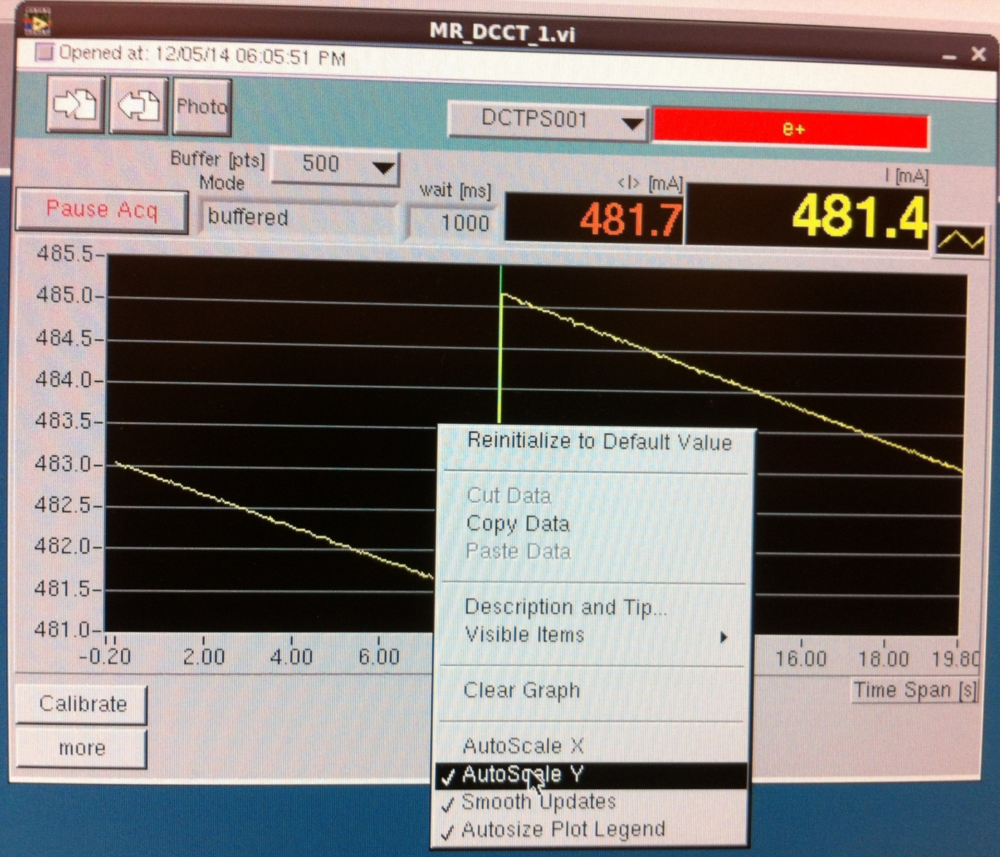 MR_DCCT_1.vi
Opened at: 12/05/14 06:05:51 PM
Photo
DCTPS001
e+
Buffer [pts]
500
Mode
buffered
wait [ms]
1000
<I> [mA]
481.7
I [mA]
481.4
Pause Acq
485.5
485.0
484.5
484.0
483.5
483.0
482.5
482.0
481.5
481.0
-0.20 2.00 4.00 6.00 16.00 18.00 19.80
Time Span [s]
Calibrate
more
Reinitialize to Default Value
Cut Data
Copy Data
Paste Data
Description and Tip...
Visible Items
Clear Graph
AutoScale X
AutoScale Y
Smooth Updates
Autosize Plot Legend